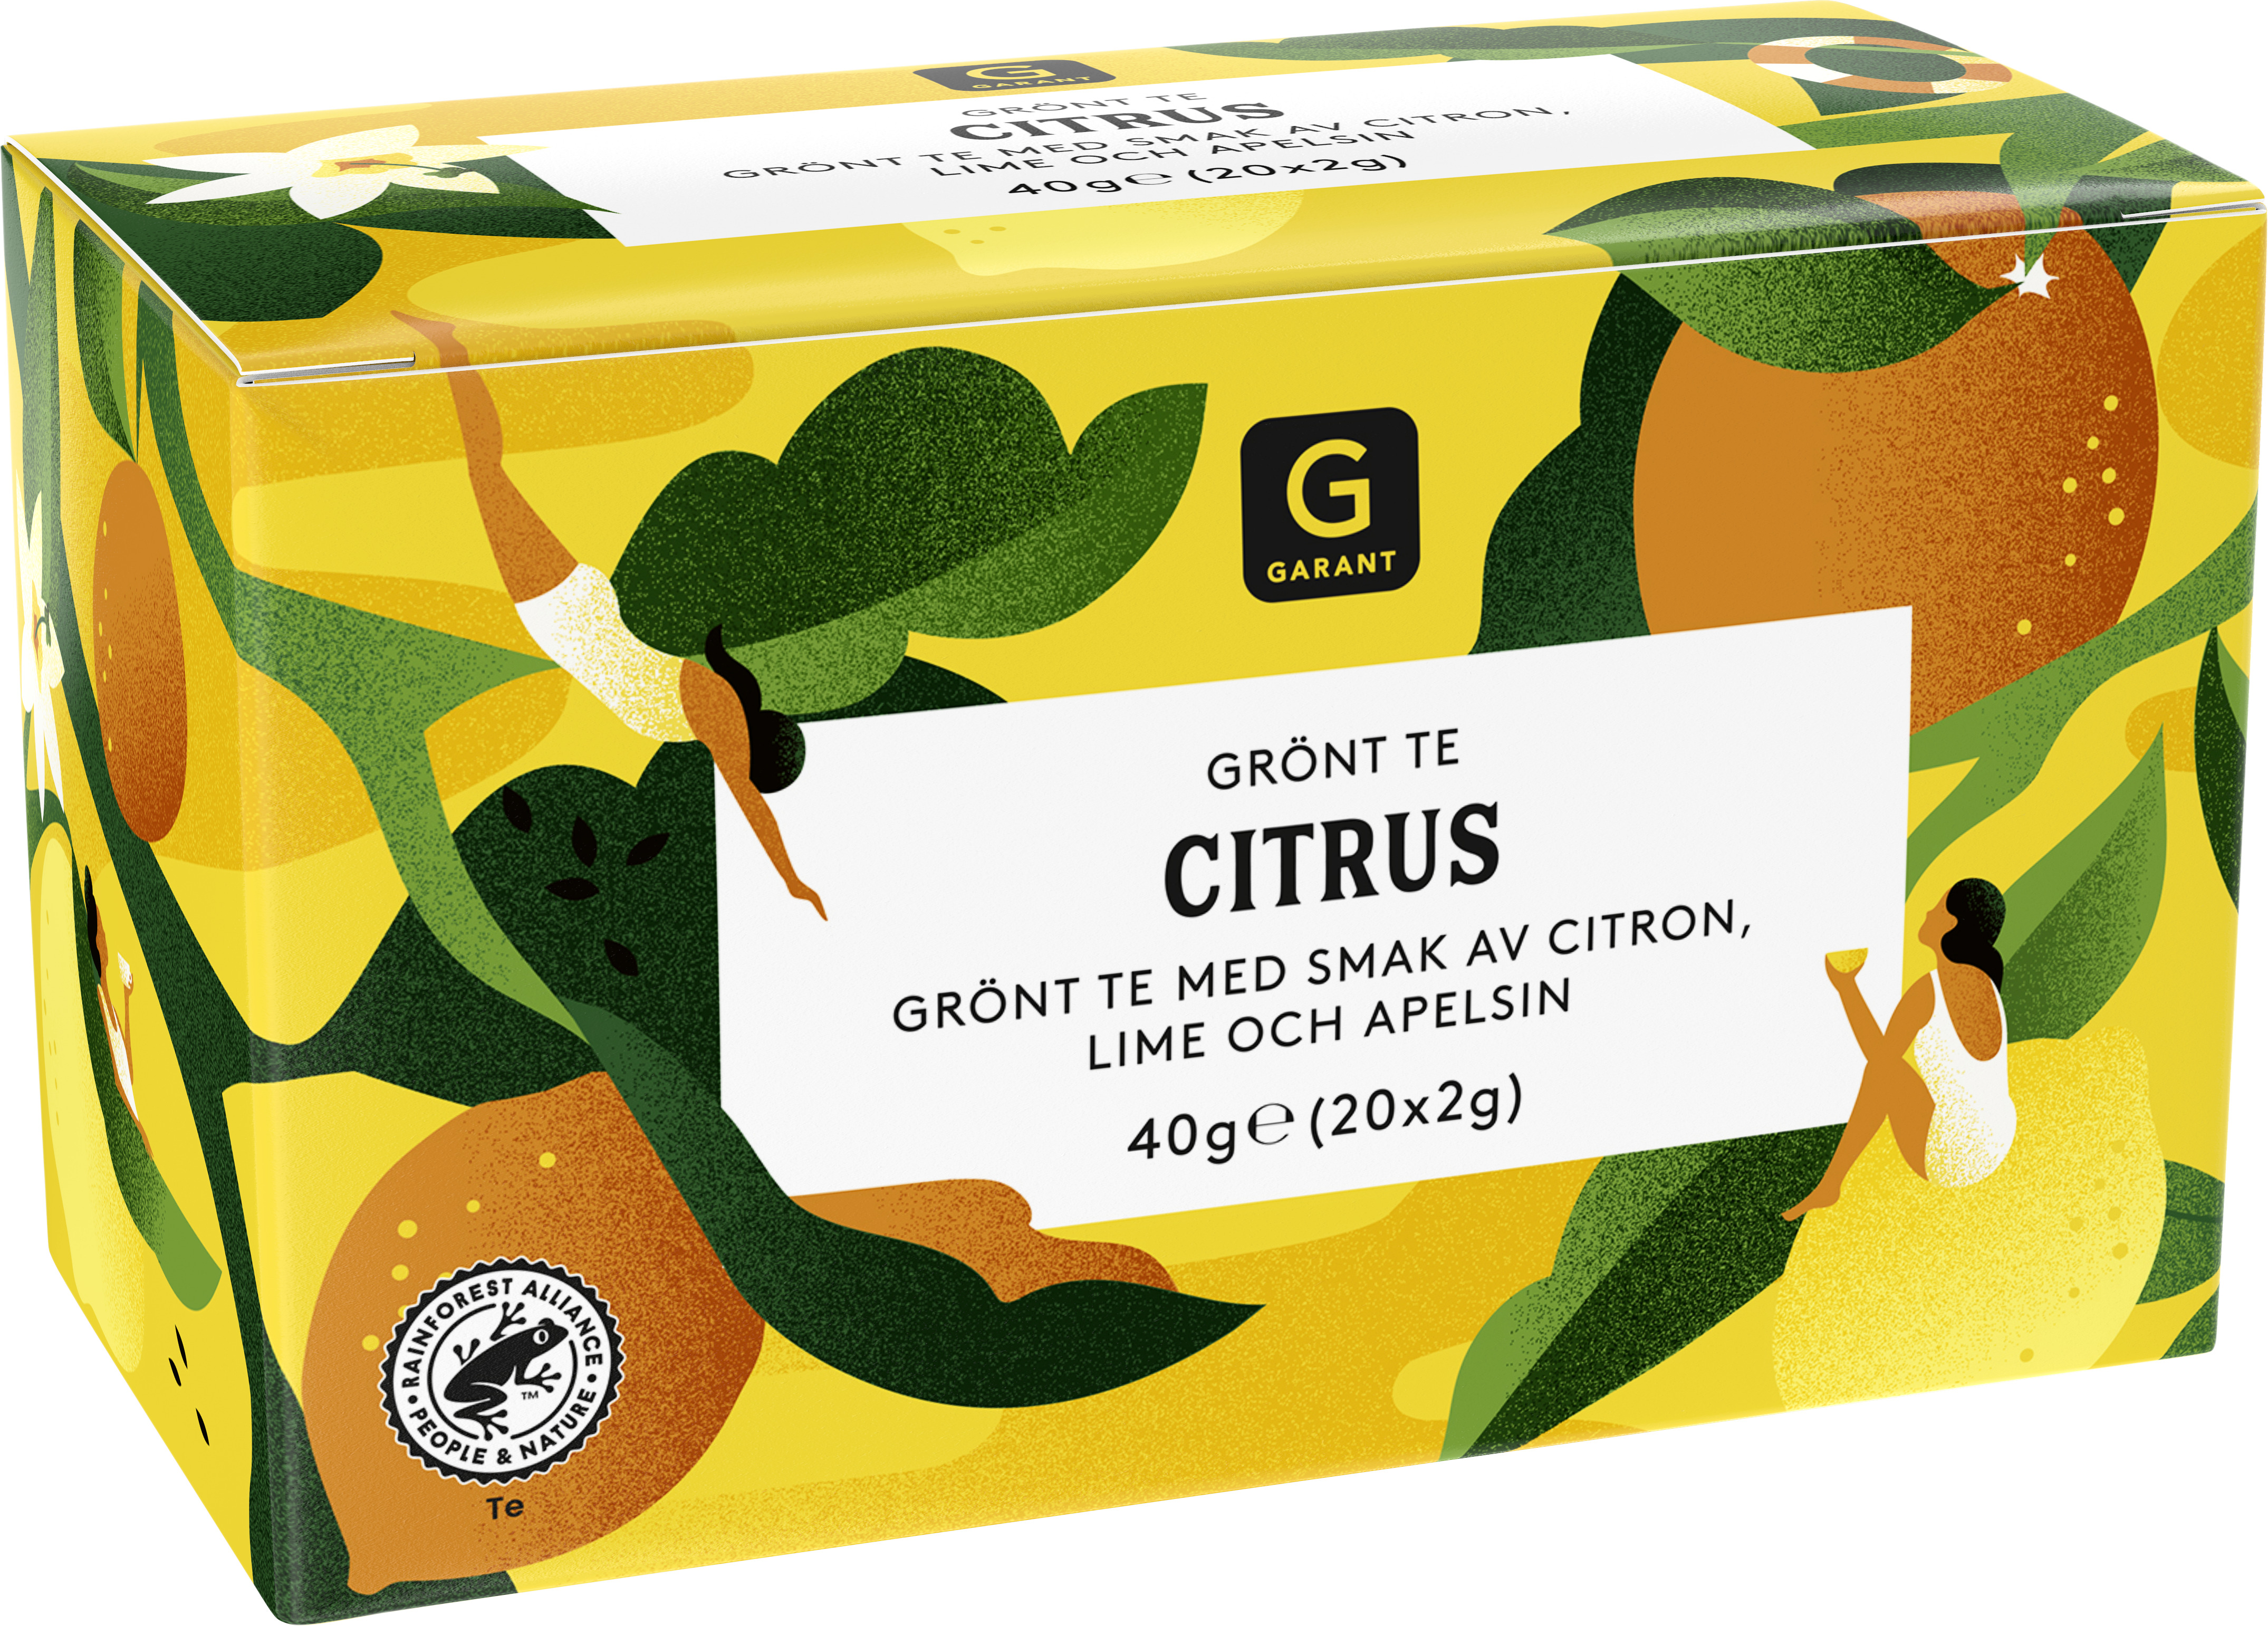 G
GARANT
GRÖNT TE
CITRUS
GRÖNT TE MED SMAK AV CITRON,
LIME OCH APELSIN
40g℮ (20x2g)
G
GARANT
GRÖNT TE
CITRUS
GRÖNT TE MED SMAK AV CITRON,
LIME OCH APELSIN
40g℮ (20x2g)
RAINFOREST ALLIANCE
PEOPLE & NATURE
TM
Te